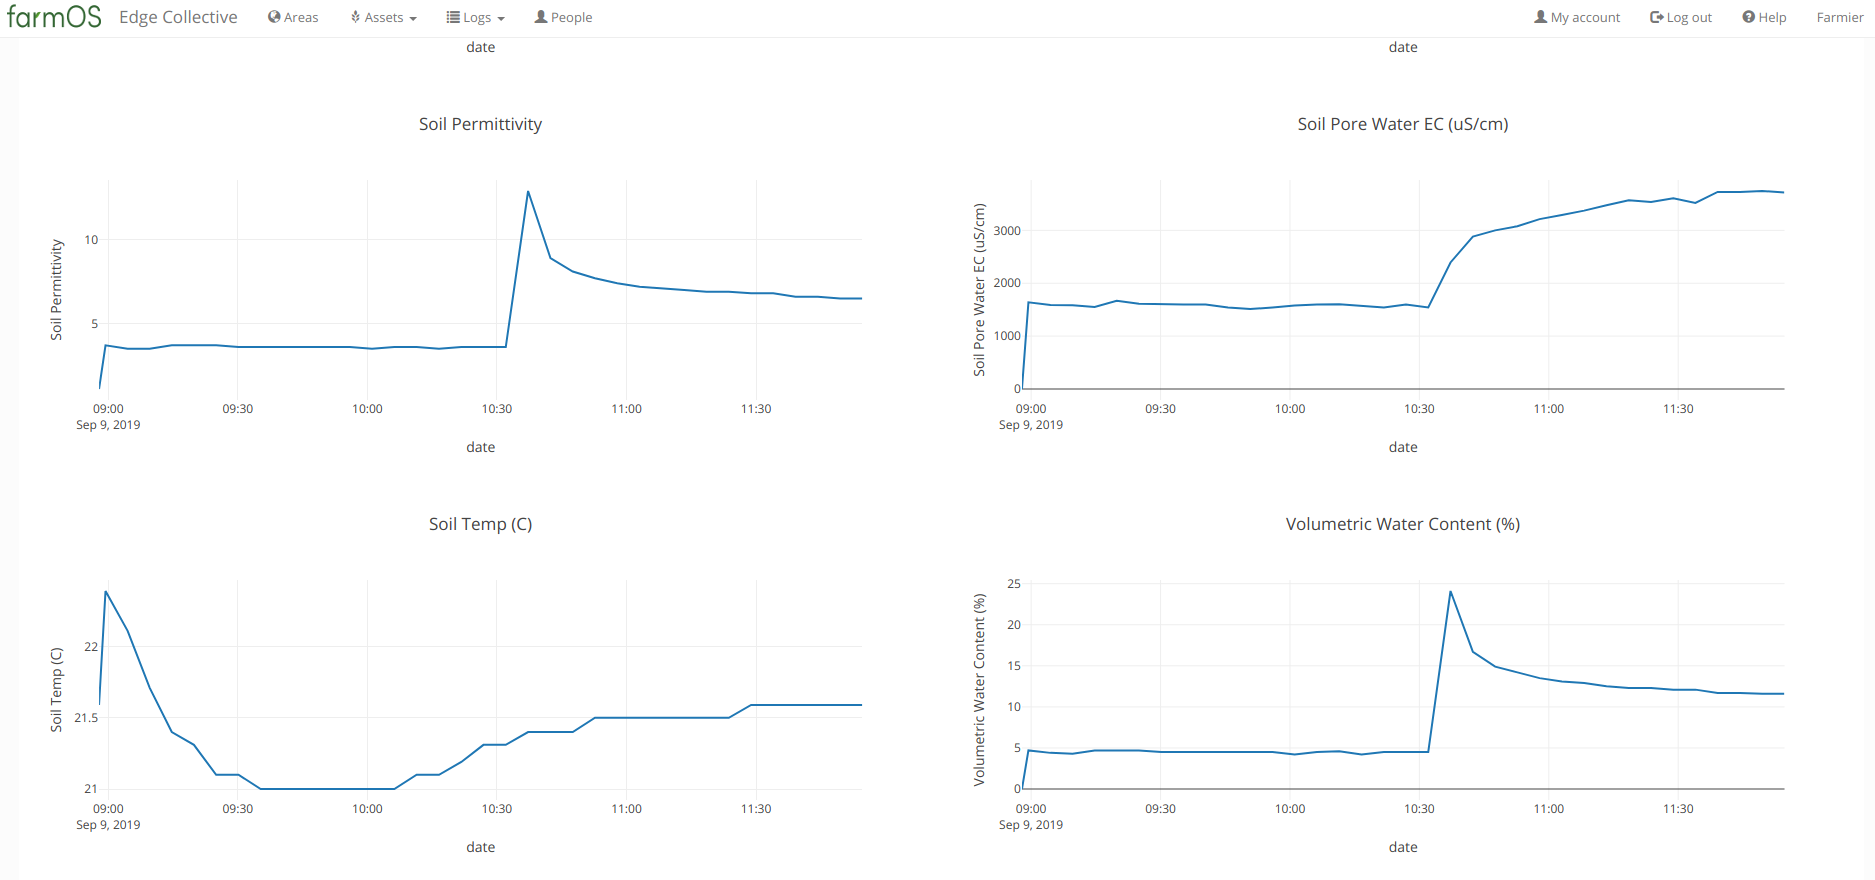 farmOS Edge Collective Areas Assets Logs People My account Log out Help Farmier
date date
Soil Permittivity
Soil Permittivity
10
5
09:00 09:30 10:00 10:30 11:00 11:30
Sep 9, 2019
date
Soil Pore Water EC (uS/cm)
Soil Pore Water EC (uS/cm)
3000
2000
1000
0
09:00 09:30 10:00 10:30 11:00 11:30
Sep 9, 2019
date
Soil Temp (C)
Soil Temp (C)
22
21.5
21
09:00 09:30 10:00 10:30 11:00 11:30
Sep 9, 2019
date
Volumetric Water Content (%)
Volumetric Water Content (%)
25
20
15
10
5
0
09:00 09:30 10:00 10:30 11:00 11:30
Sep 9, 2019
date